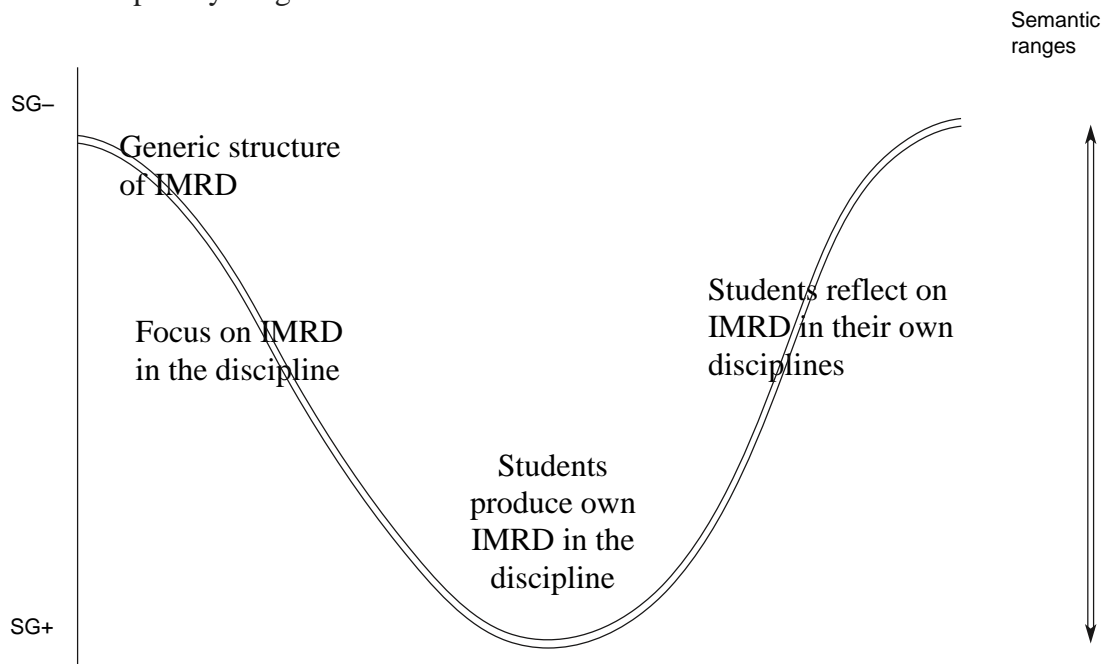 Semantic
ranges
SG–
Generic structure
of IMRD
Students reflect on
IMRD in their own
disciplines
Focus on IMRD
in the discipline
Students
produce own
IMRD in the
discipline
SG+